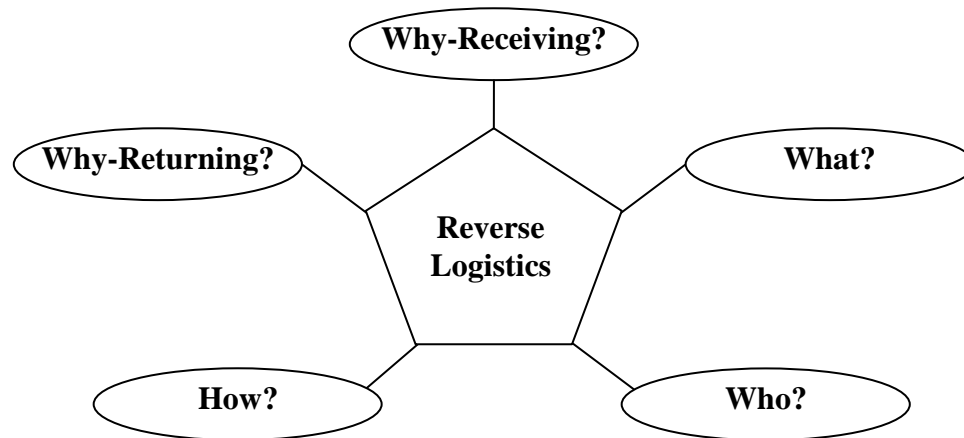 Why-Receiving?
Why-Returning?
What?
Reverse
Logistics
How?
Who?